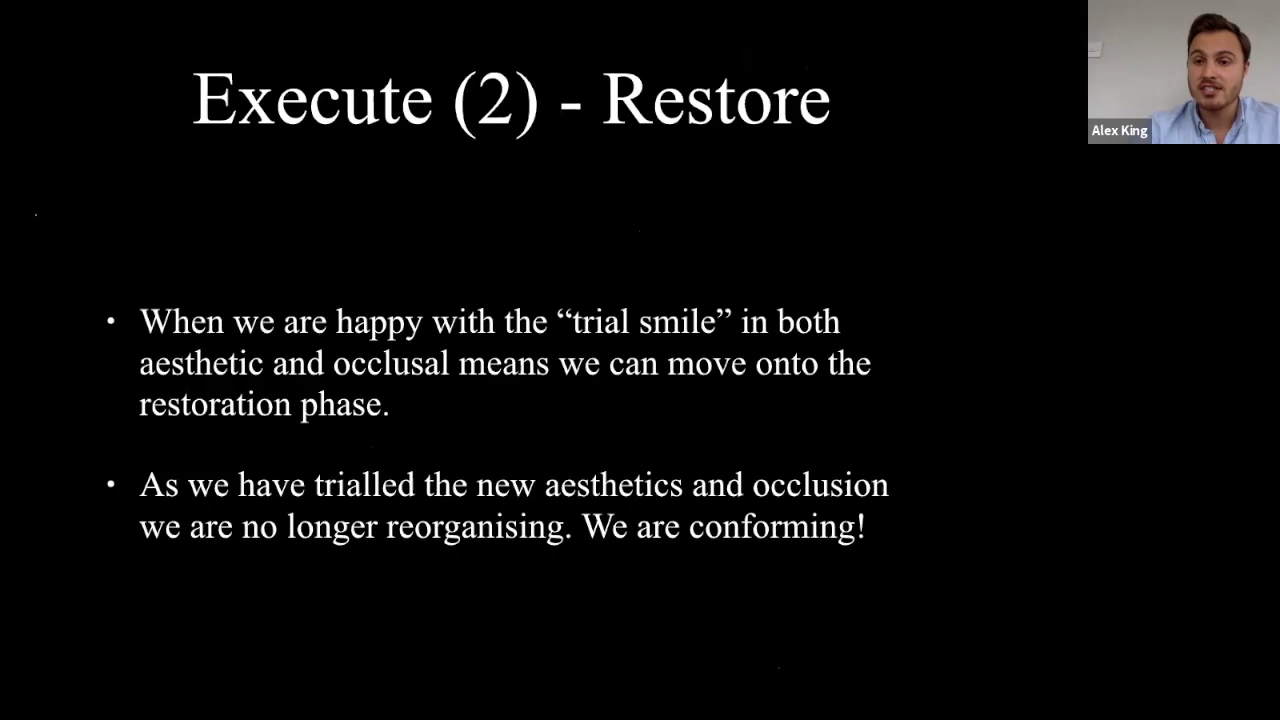 Execute (2) - Restore
Alex King
• When we are happy with the “trial smile” in both
aesthetic and occlusal means we can move onto the
restoration phase.
• As we have trialled the new aesthetics and occlusion
we are no longer reorganising. We are conforming!